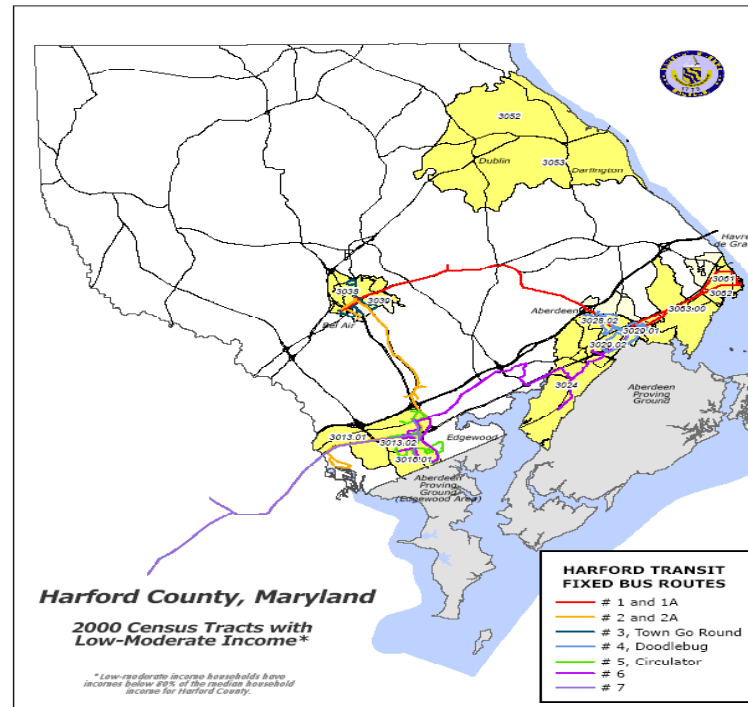 1773
3052
Dublin
3053
Darlington
Havre
de Gra
3061
3062
3063-00
3038
3039
Bel Air
Aberdeen
3028.02
3029.01
3029.02
3024
Aberdeen
Proving
Ground
3013.01
3013.02
3016.01
Edgewood
Aberdeen
Proving
Ground
(Edgewood Area)
Harford County, Maryland
2000 Census Tracts with
Low-Moderate Income*
* Low-moderate income households have
incomes below 80% of the median household
income for Harford County.
HARFORD TRANSIT
FIXED BUS ROUTES
# 1 and 1A
# 2 and 2A
# 3, Town Go Round
# 4, Doodlebug
# 5, Circulator
# 6
# 7